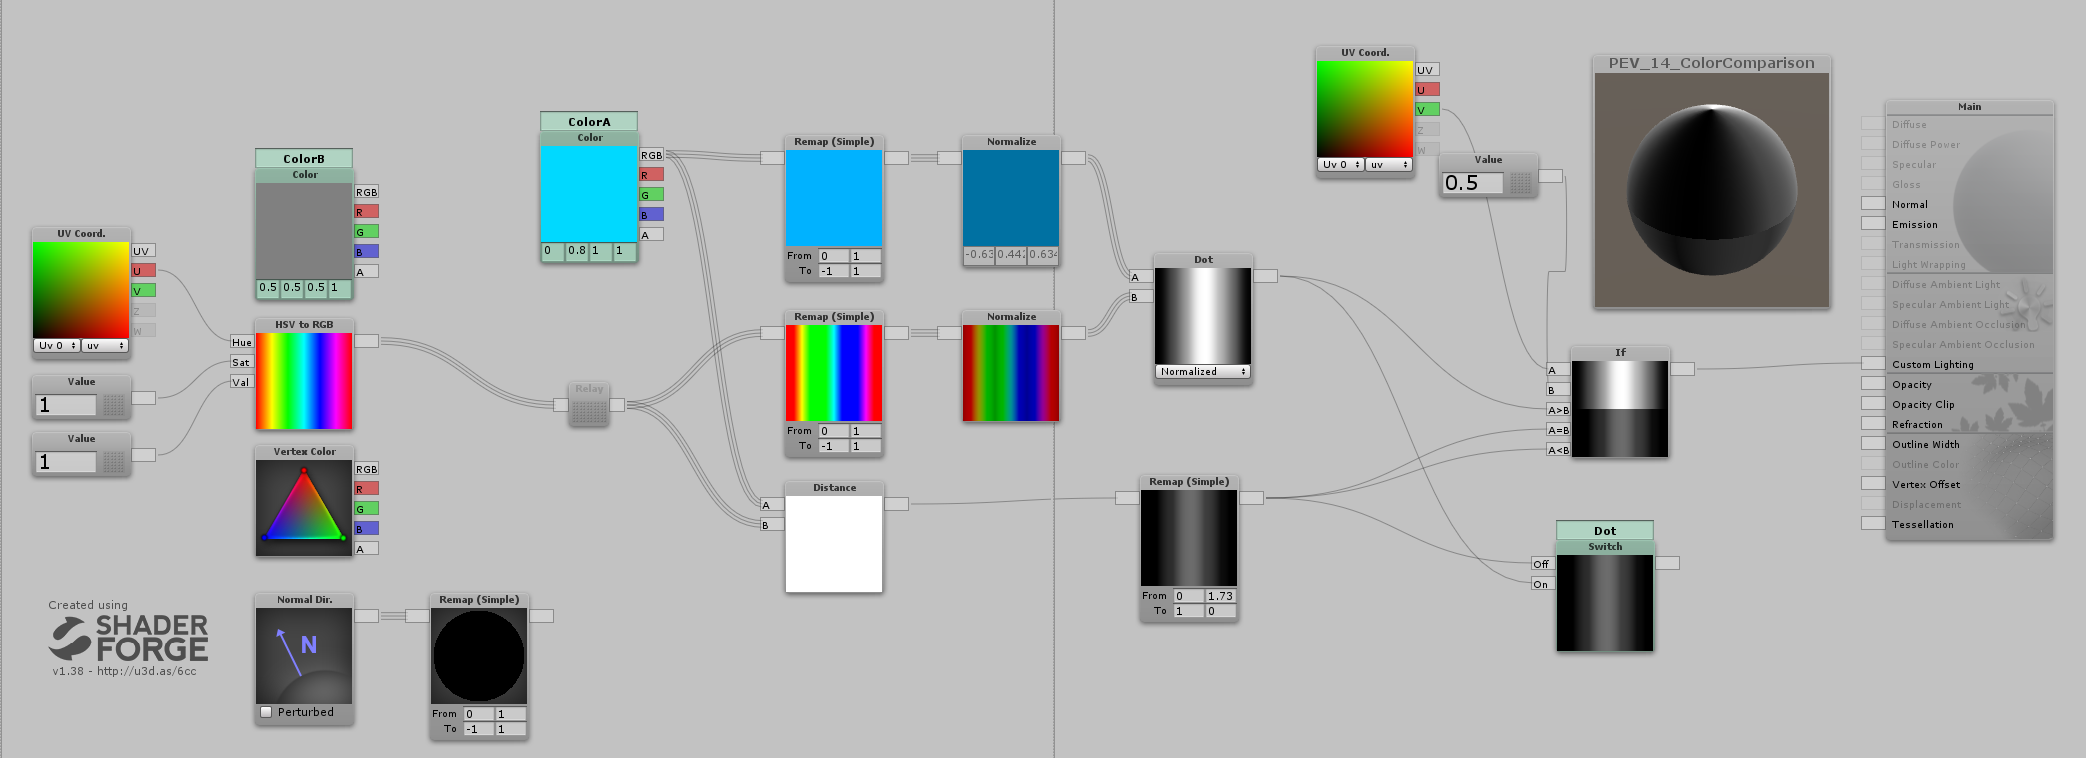 UV Coord.
UV
U
V
Z
W
Uv 0
uv
Value
1
Value
1
ColorB
Color
RGB
R
G
B
A
0.5 0.5 0.5 1
HSV to RGB
Hue
Sat
Val
Vertex Color
RGB
R
G
B
A
Normal Dir.
N
Perturbed
Remap (Simple)
From 0 1
To -1 1
Created using
SHADER
FORGE
v1.38 - http://u3d.as/6cc
ColorA
Color
RGB
R
G
B
A
0 0.8 1 1
Relay
Remap (Simple)
From 0 1
To -1 1
Normalize
-0.63 0.442 0.634
Remap (Simple)
From 0 1
To -1 1
Normalize
Distance
A
B
Dot
A
B
Normalized
Remap (Simple)
From 0 1.73
To 1 0
UV Coord.
UV
U
V
Z
W
Uv 0
uv
Value
0.5
PEV_14_ColorComparison
If
A
B
A>B
A=B
A<B
Dot
Switch
Off
On
Main
Diffuse
Diffuse Power
Specular
Gloss
Normal
Emission
Transmission
Light Wrapping
Diffuse Ambient Light
Specular Ambient Light
Diffuse Ambient Occlusion
Specular Ambient Occlusion
Custom Lighting
Opacity
Opacity Clip
Refraction
Outline Width
Outline Color
Vertex Offset
Displacement
Tessellation